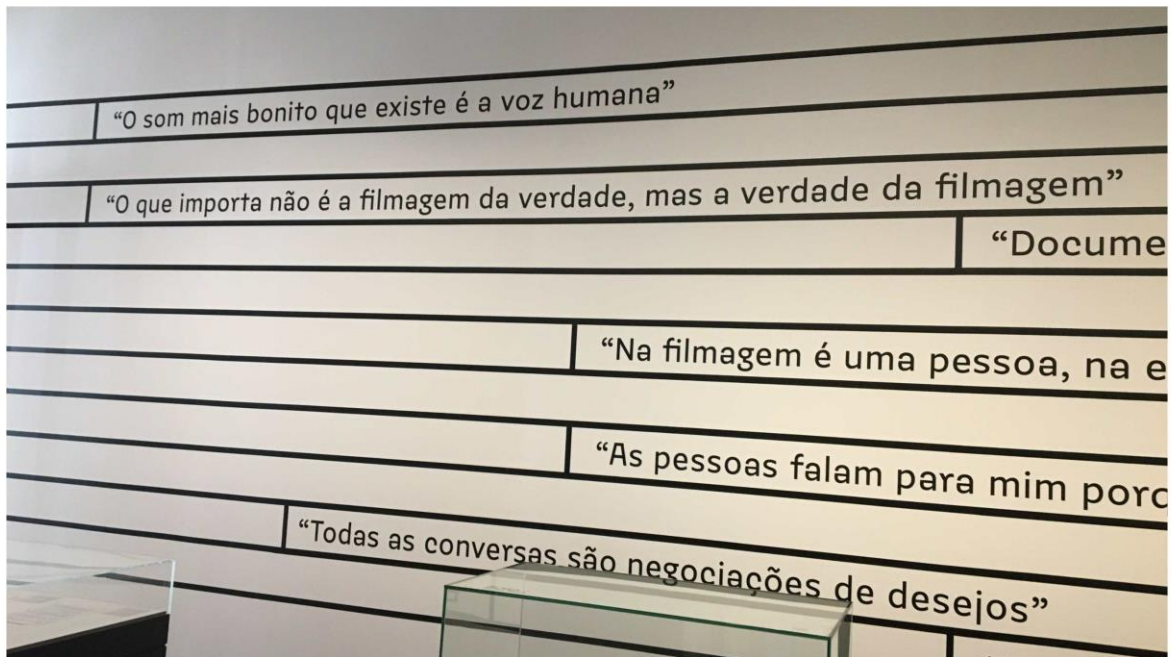 “O som mais bonito que existe é a voz humana”
“O que importa não é a filmagem da verdade, mas a verdade da filmagem”
“Na filmagem é uma pessoa, na
“As pessoas falam para mim
“Todas as conversas são negociações de desejos”